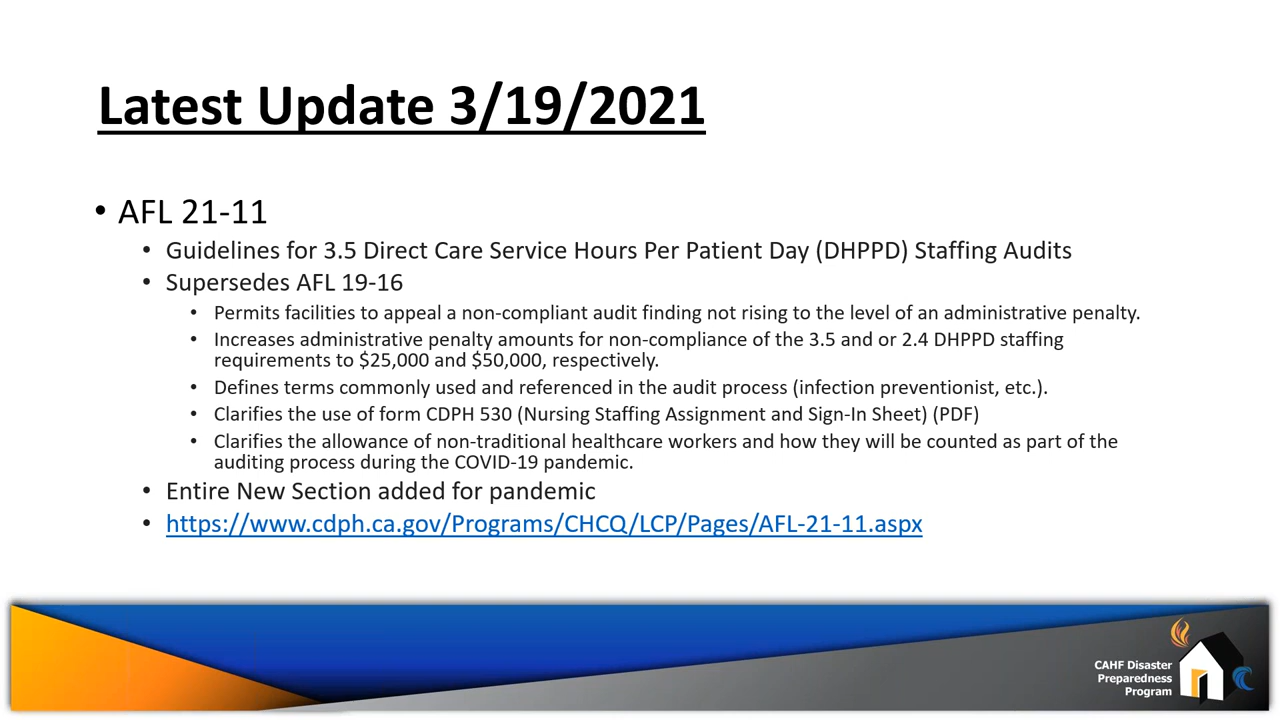 Latest Update 3/19/2021
• AFL 21-11
• Guidelines for 3.5 Direct Care Service Hours Per Patient Day (DHPPD) Staffing Audits
• Supersedes AFL 19-16
• Permits facilities to appeal a non-compliant audit finding not rising to the level of an administrative penalty.
• Increases administrative penalty amounts for non-compliance of the 3.5 and or 2.4 DHPPD staffing
requirements to $25,000 and $50,000, respectively.
• Defines terms commonly used and referenced in the audit process (infection preventionist, etc.).
• Clarifies the use of form CDPH 530 (Nursing Staffing Assignment and Sign-In Sheet) (PDF)
• Clarifies the allowance of non-traditional healthcare workers and how they will be counted as part of the
auditing process during the COVID-19 pandemic.
• Entire New Section added for pandemic
• https://www.cdph.ca.gov/Programs/CHCQ/LCP/Pages/AFL-21-11.aspx
CAHF Disaster
Preparedness
Program